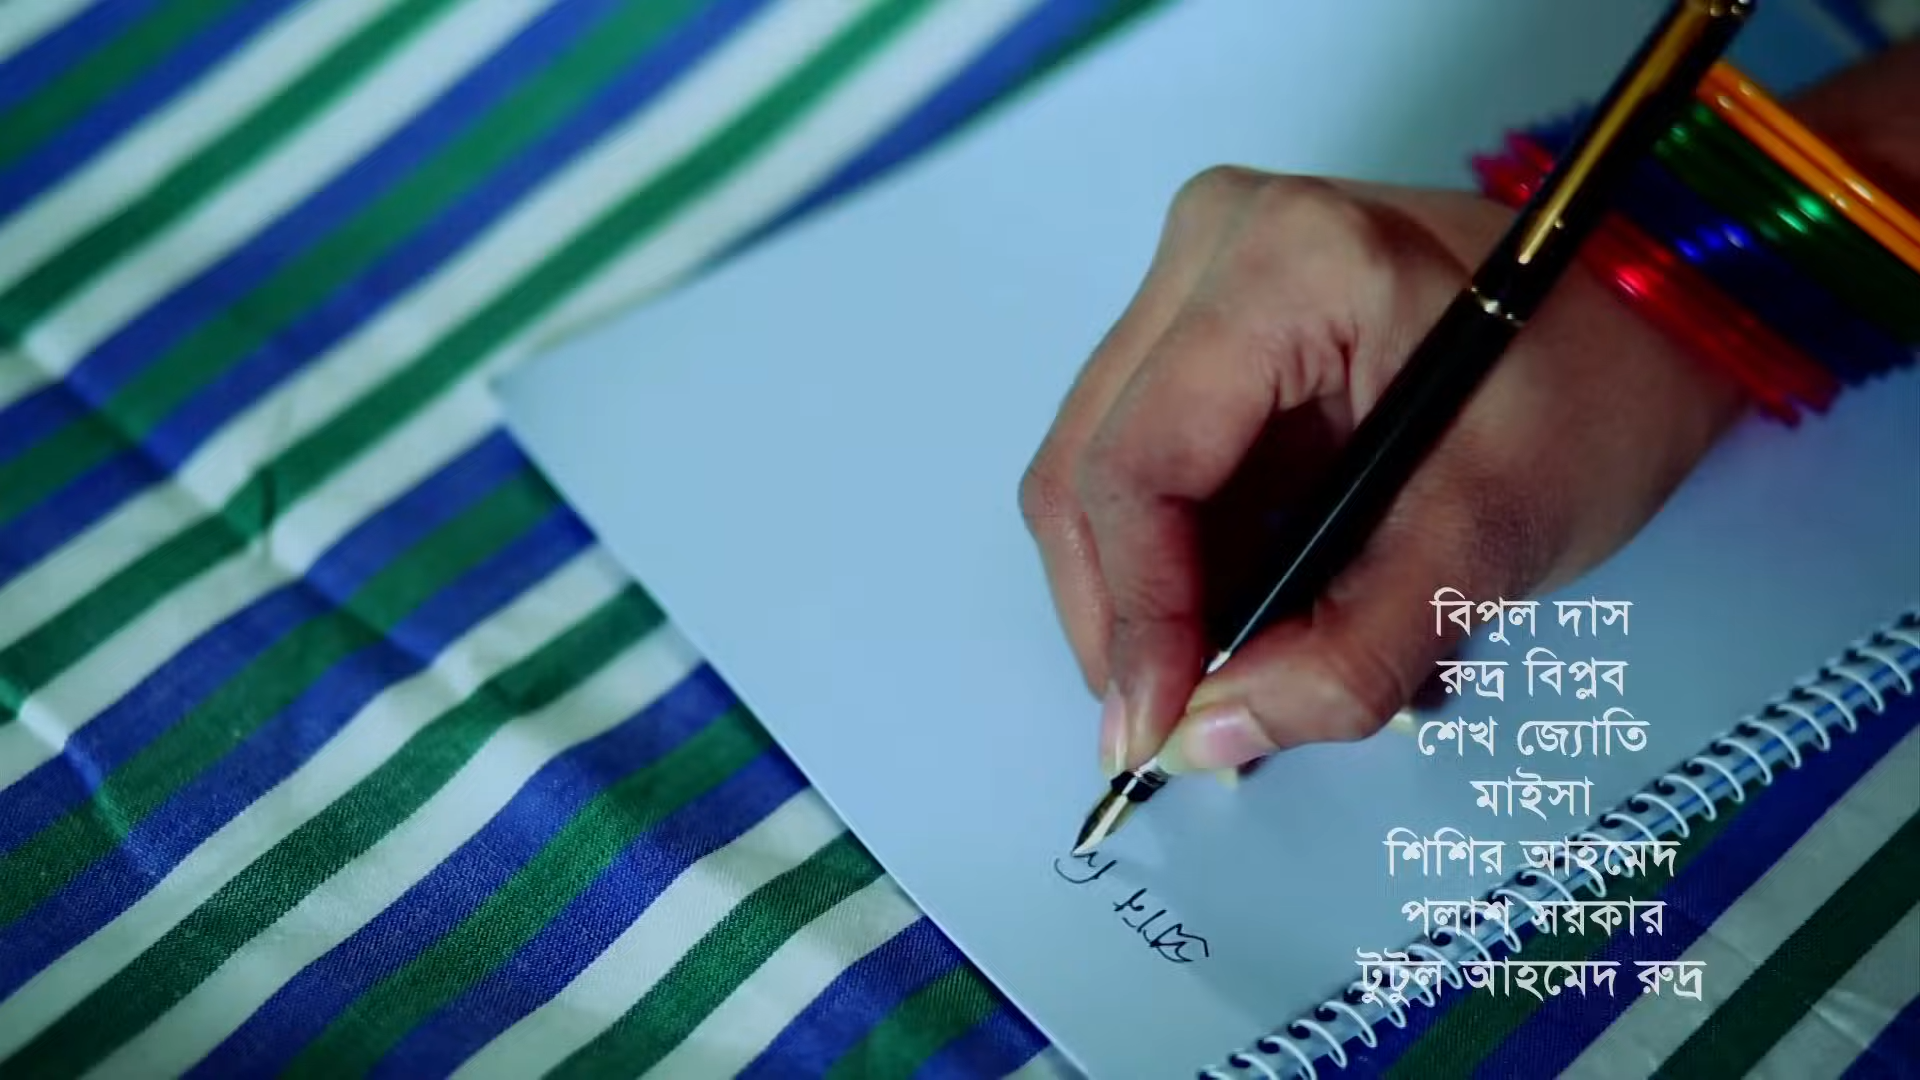 বিপুল দাস
রুদ্র বিপ্লব
শেখ জ্যোতি
মাইসা
শিশির আহমেদ
পলাশ সরকার
টুটুল আহমেদ রুদ্র